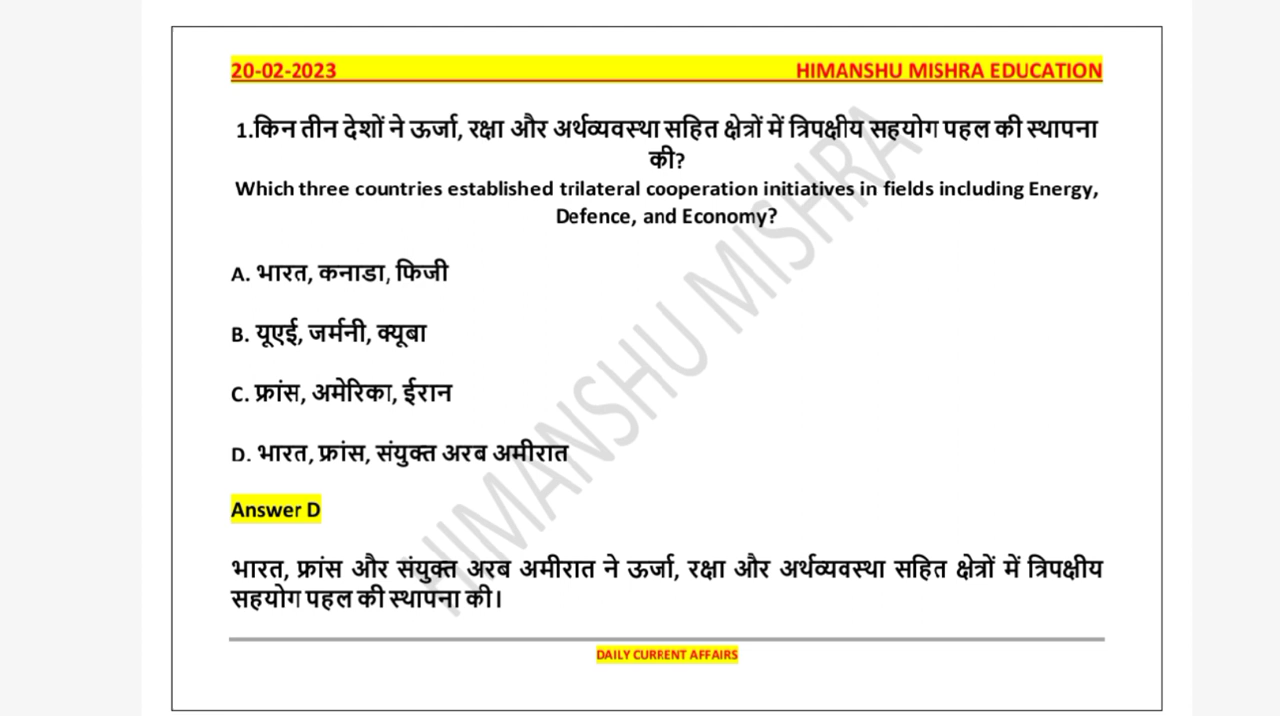 20-02-2023 HIMANSHU MISHRA EDUCATION
1.किन तीन देशों ने ऊर्जा, रक्षा और अर्थव्यवस्था सहित क्षेत्रों में त्रिपक्षीय सहयोग पहल की स्थापना
की?
Which three countries established trilateral cooperation initiatives in fields including Energy,
Defence, and Economy?
A. भारत, कनाडा, फिजी
B. यूएई, जर्मनी, क्यूबा
C. फ्रांस, अमेरिका, ईरान
D. भारत, फ्रांस, संयुक्त अरब अमीरात
Answer D
भारत, फ्रांस और संयुक्त अरब अमीरात ने ऊर्जा, रक्षा और अर्थव्यवस्था सहित क्षेत्रों में त्रिपक्षीय
सहयोग पहल की स्थापना की।
DAILY CURRENT AFFAIRS
HIMANSHU MISHRA